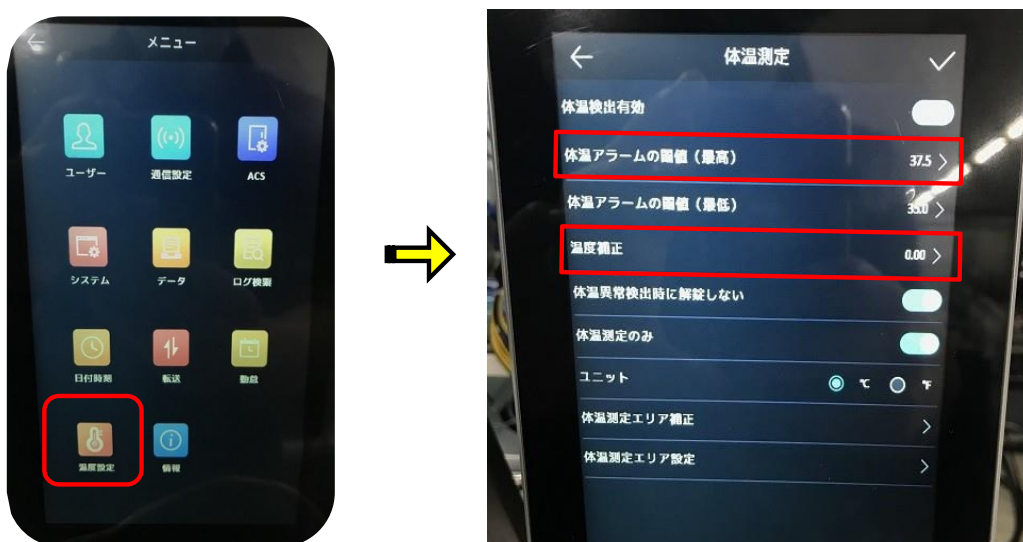 メニュー
ユーザー
通信設定
ACS
システム
データ
ログ検索
日付時刻
転送
勤怠
温度設定
情報
体温測定
体温検出有効
体温アラームの閾値（最高）
37.5
体温アラームの閾値（最低）
35.0
温度補正
0.00
体温異常検出時に解錠しない
体温測定のみ
ユニット
℃
℉
体温測定エリア補正
体温測定エリア設定